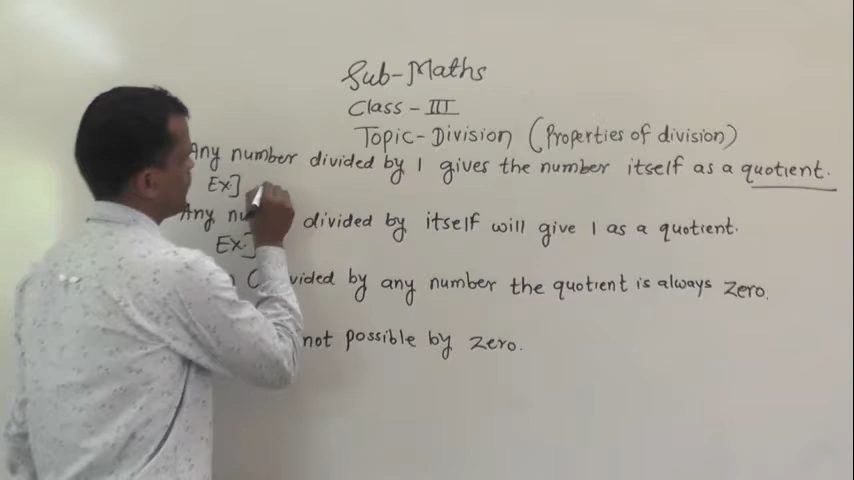 Sub-Maths
Class - III
Topic-Division (Properties of division)
Any number divided by 1 gives the number itself as a quotient.
Ex.]
Any divided by itself will give 1 as a quotient.
Ex.]
by any number the quotient is always zero.
not possible by zero.